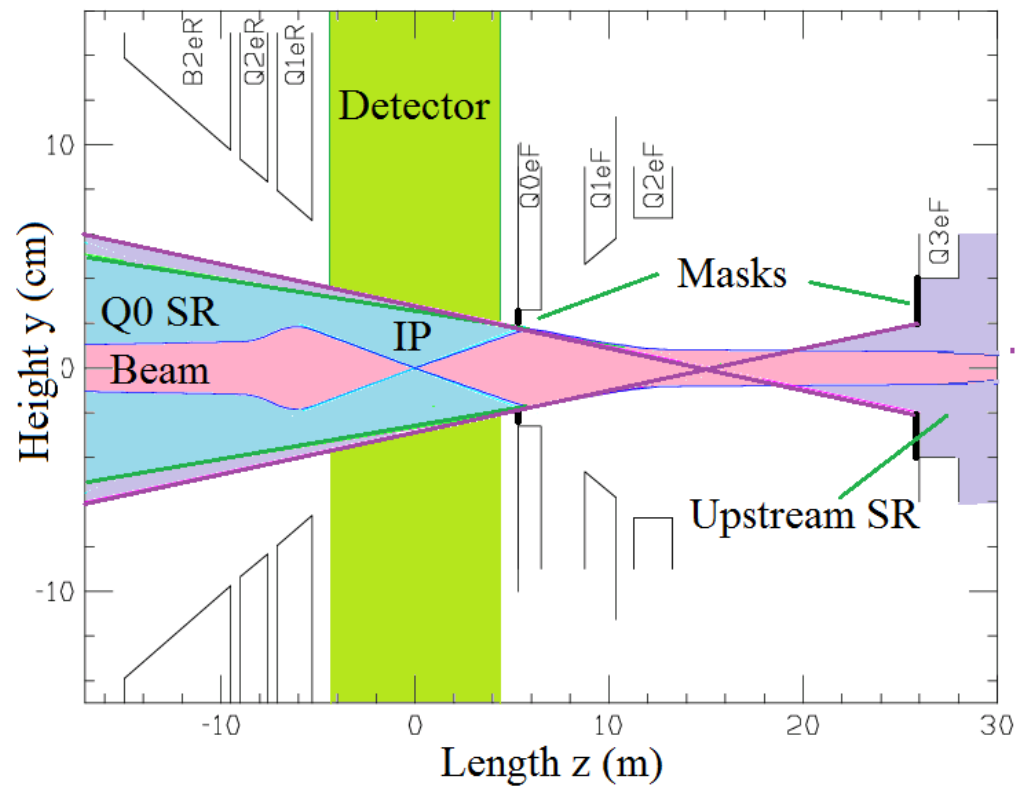 B2eR
Q2eR
Q1eR
Detector
Q0eF
Q1eF
Q2eF
Q3eF
Masks
Q0 SR
IP
Beam
Upstream SR
10
0
-10
Height y (cm)
-10
0
10
20
30
Length z (m)